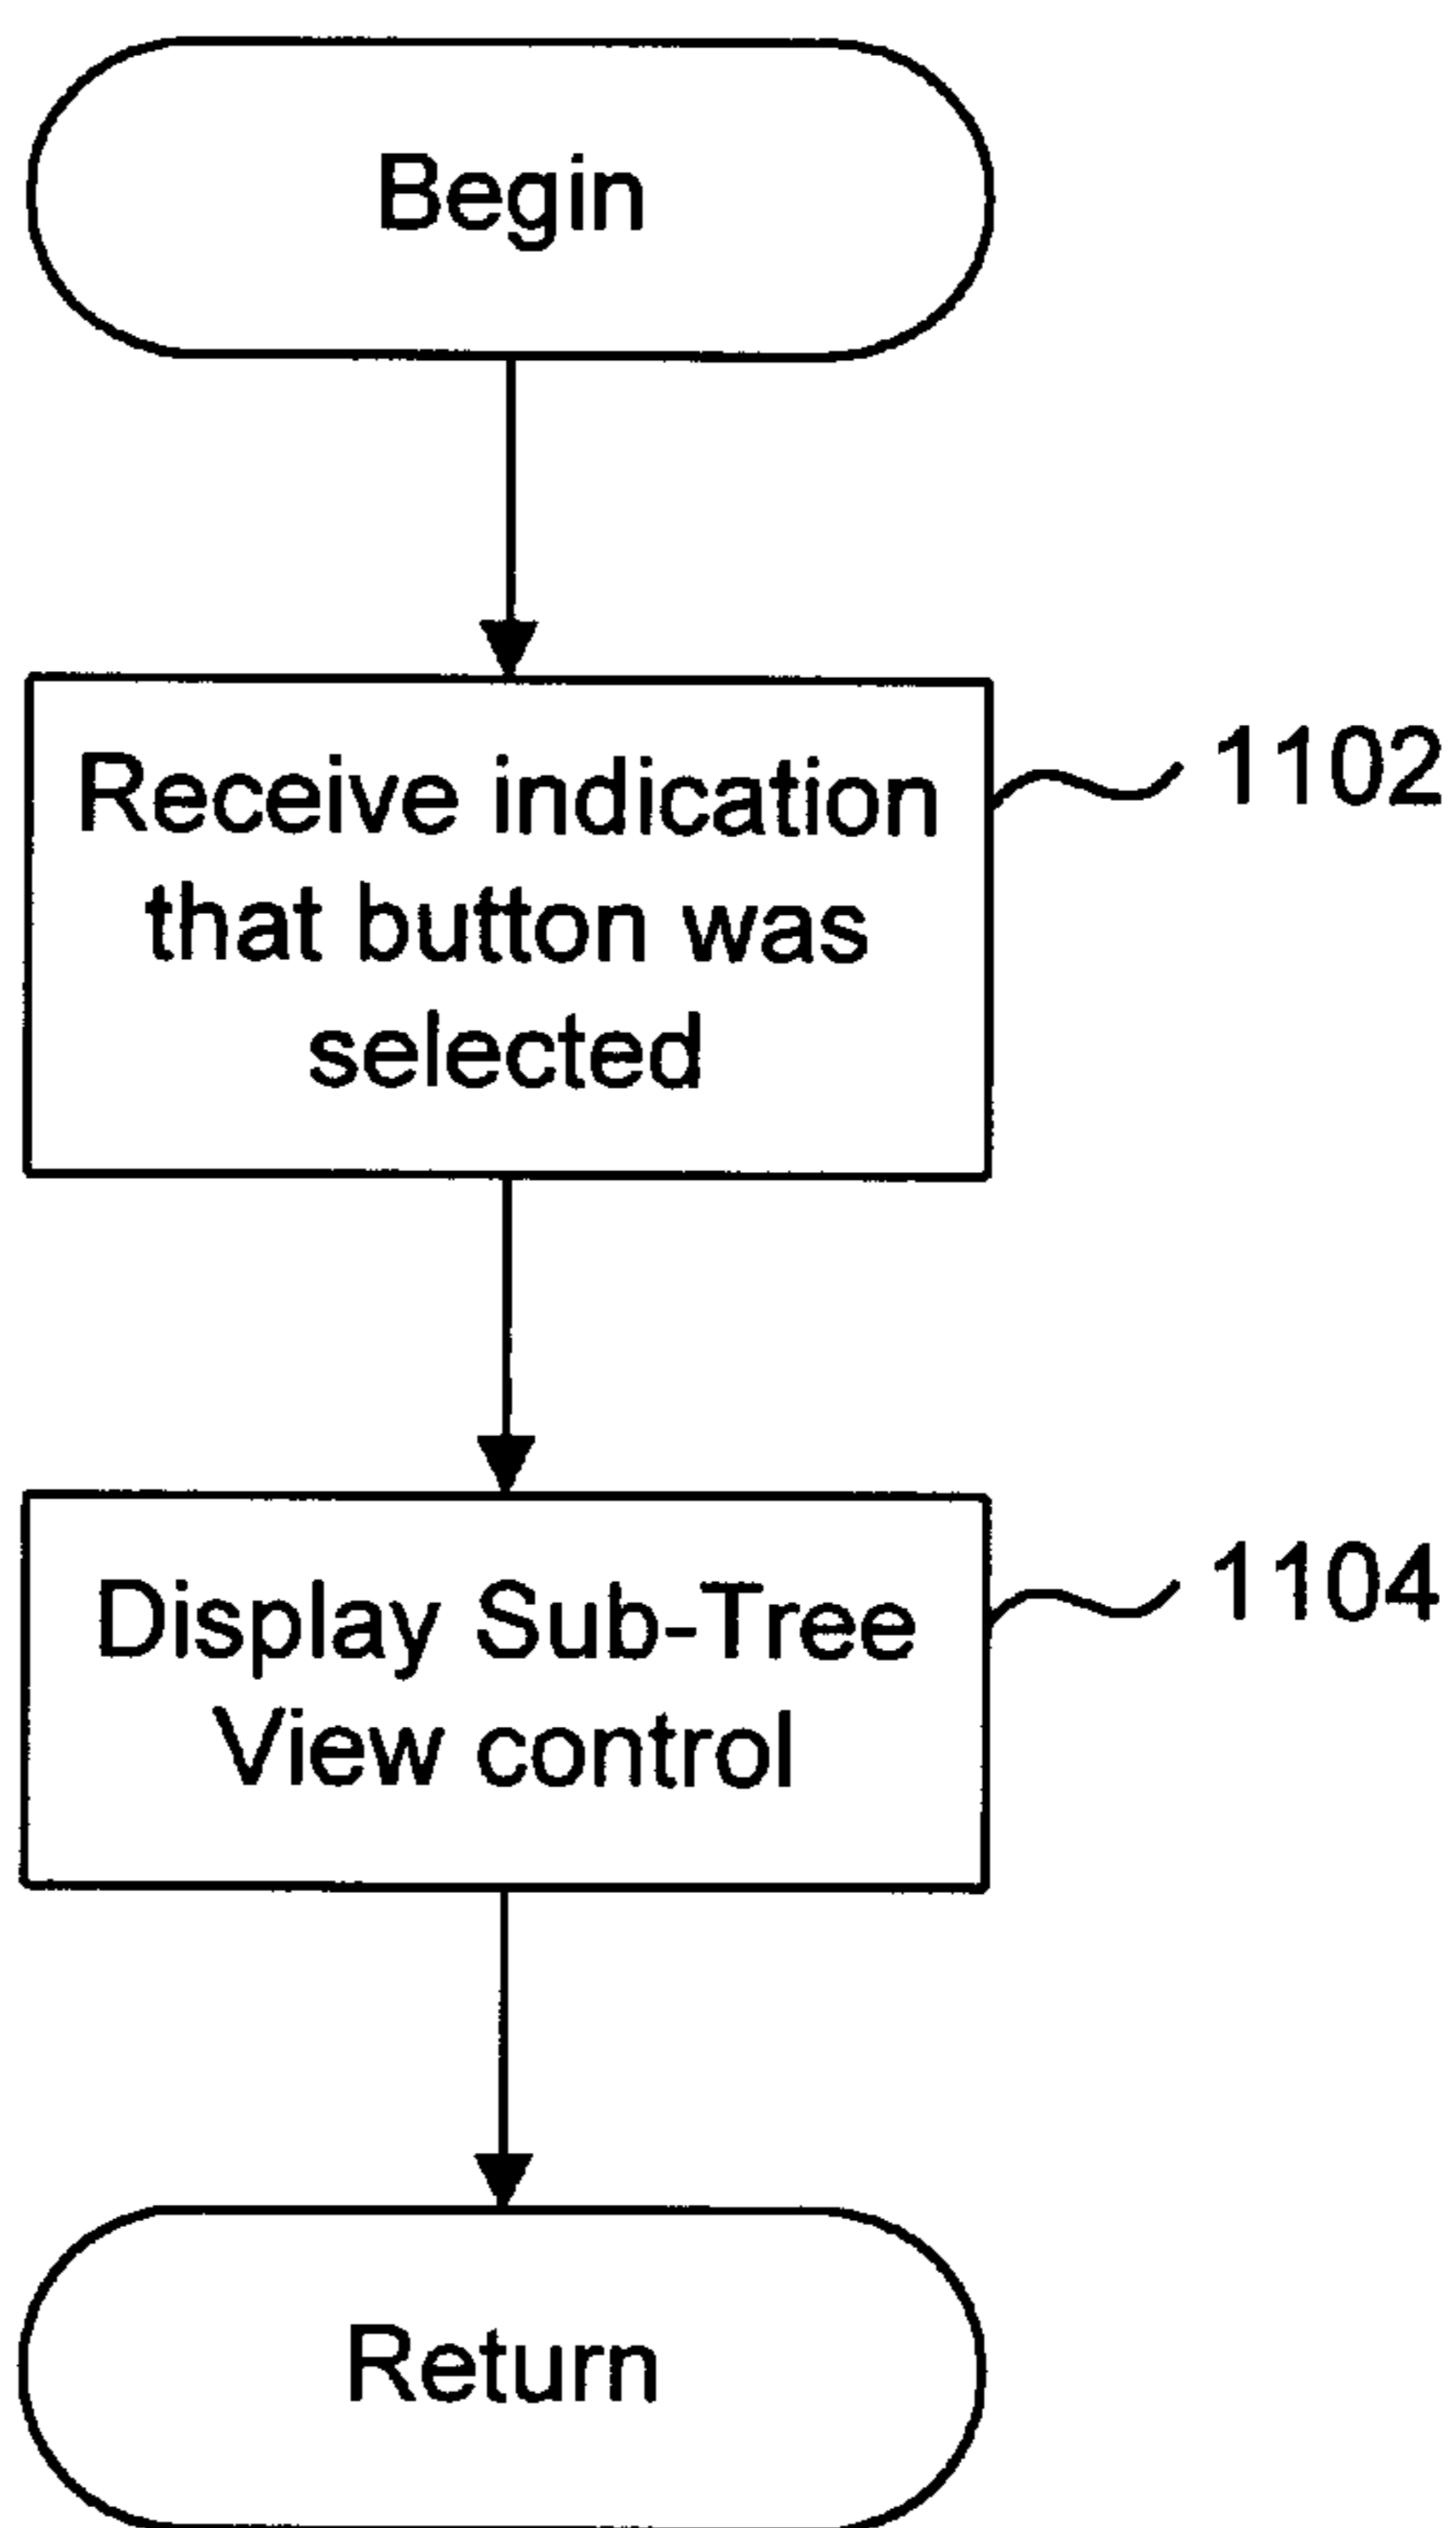 Begin
Receive indication
that button was
selected
1102
Display Sub-Tree
View control
1104
Return